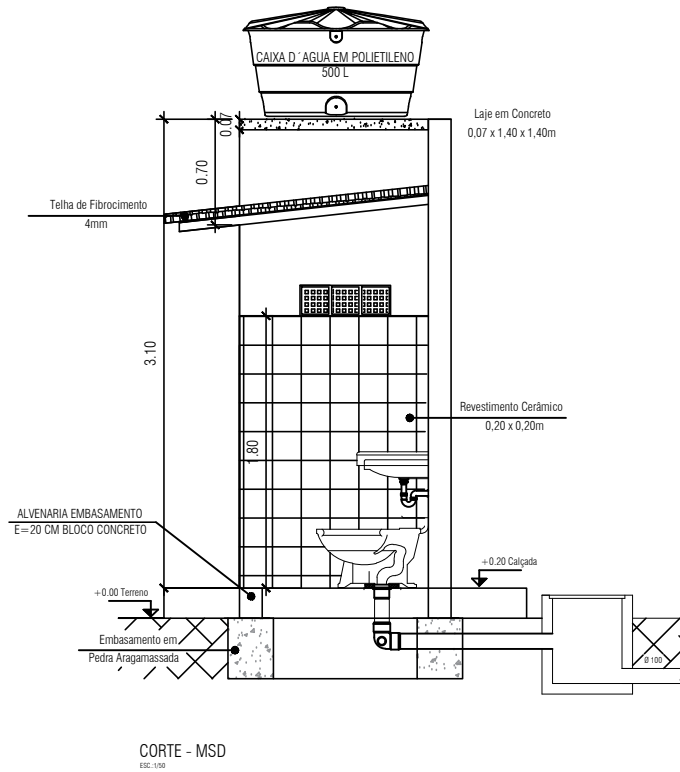 CAIXA D´AGUA EM POLIETILENO
500 L
Laje em Concreto
0,07 x 1,40 x 1,40m
0.07
0.70
Telha de Fibrocimento
4mm
3.10
Revestimento Cerâmico
0,20 x 0,20m
1.80
ALVENARIA EMBASAMENTO
E=20 CM BLOCO CONCRETO
+0.20 Calçada
+0.00 Terreno
Embasamento em
Pedra Aragamassada
Ø 100
CORTE - MSD
ESC.:1/50